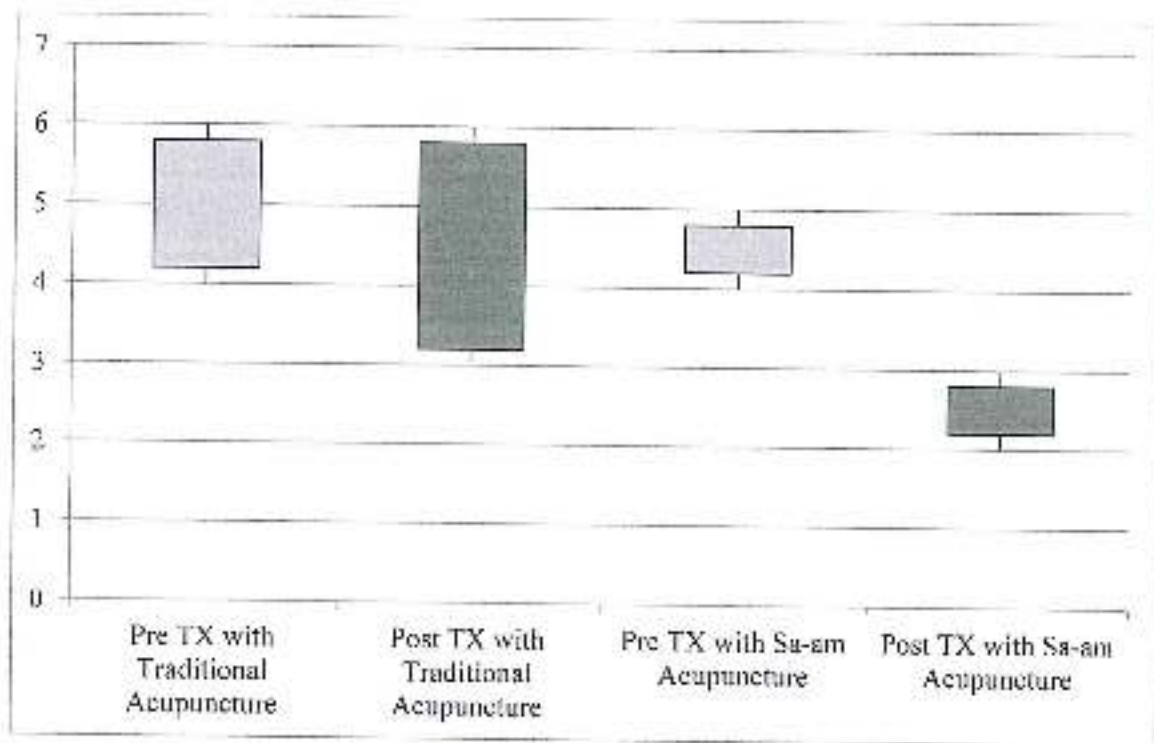 7
6
5
4
3
2
1
0
Pre TX with
Traditional
Acupuncture
Post TX with
Traditional
Acupuncture
Pre TX with Sa-am
Acupuncture
Post TX with Sa-am
Acupuncture